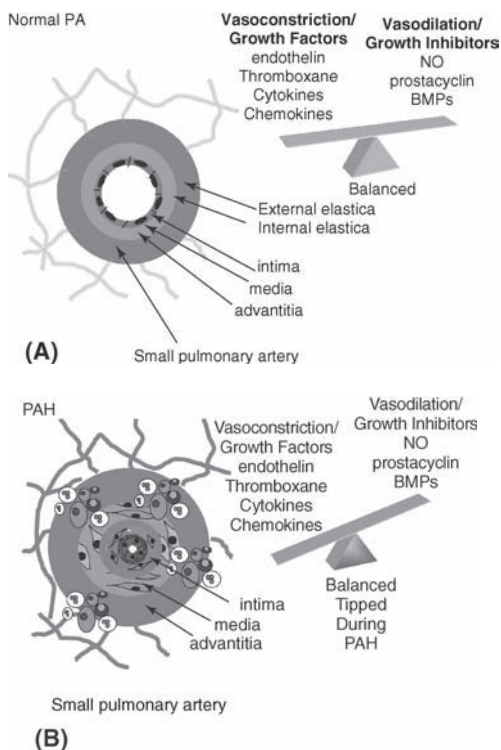 Normal PA
Vasoconstriction/
Growth Factors
endothelin
Thromboxane
Cytokines
Chemokines
Vasodilation/
Growth Inhibitors
NO
prostacyclin
BMPs
Balanced
External elastica
Internal elastica
intima
media
advantitia
Small pulmonary artery
(A)
PAH
Vasoconstriction/
Growth Factors
endothelin
Thromboxane
Cytokines
Chemokines
Vasodilation/
Growth Inhibitors
NO
prostacyclin
BMPs
Balanced
Tipped
During
PAH
intima
media
advantitia
Small pulmonary artery
(B)